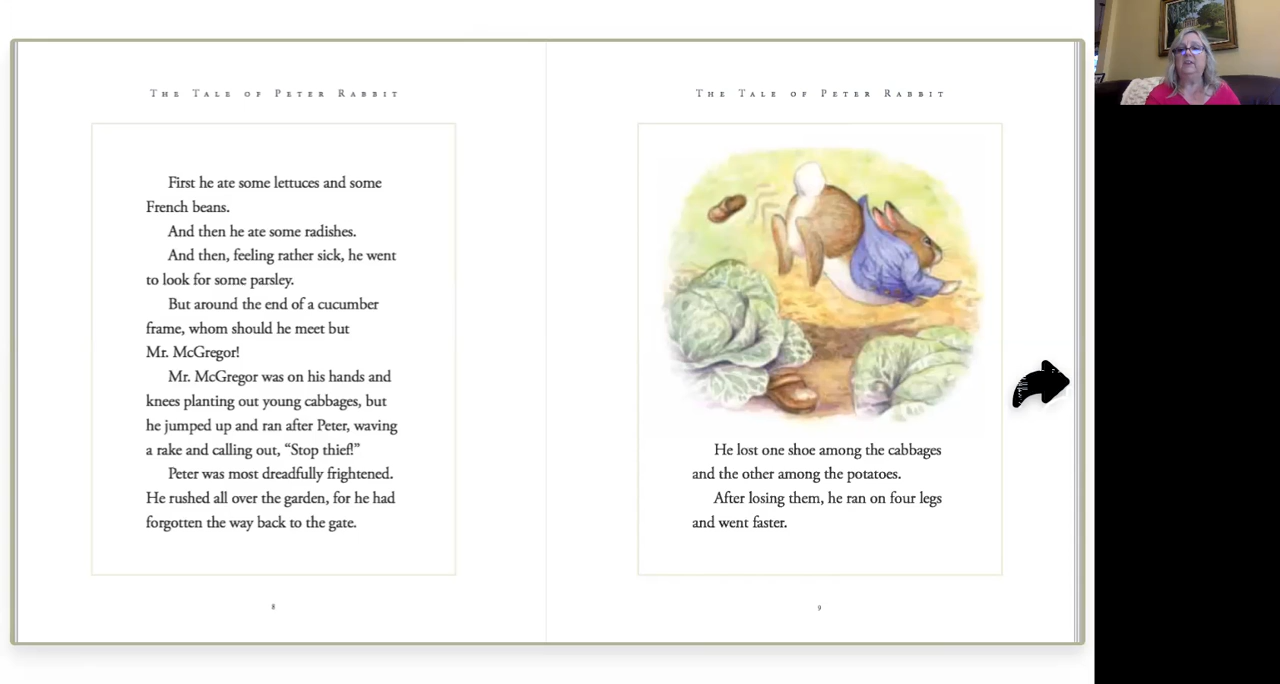 The Tale of Peter Rabbit
First he ate some lettuces and some
French beans.
And then he ate some radishes.
And then, feeling rather sick, he went
to look for some parsley.
But around the end of a cucumber
frame, whom should he meet but
Mr. McGregor!
Mr. McGregor was on his hands and
knees planting out young cabbages, but
he jumped up and ran after Peter, waving
a rake and calling out, “Stop thief!”
Peter was most dreadfully frightened.
He rushed all over the garden, for he had
forgotten the way back to the gate.
8
The Tale of Peter Rabbit
He lost one shoe among the cabbages
and the other among the potatoes.
After losing them, he ran on four legs
and went faster.
9